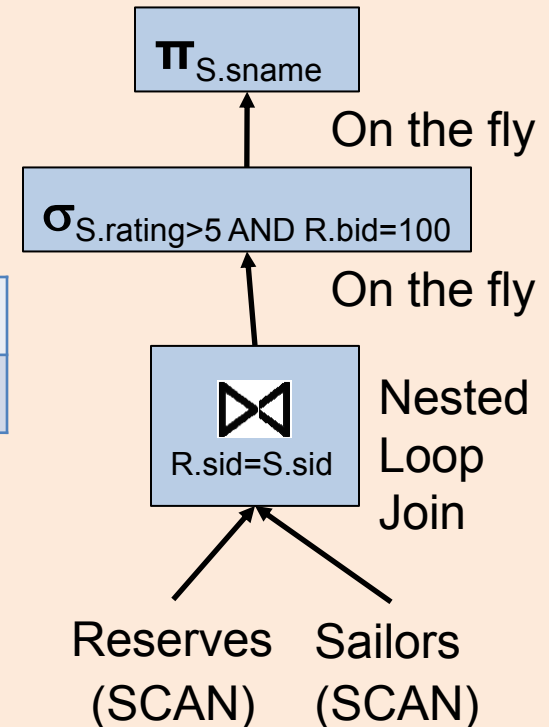 π S.sname
On the fly
σ S.rating>5 AND R.bid=100
On the fly
⋈
R.sid=S.sid
Nested
Loop
Join
Reserves Sailors
(SCAN) (SCAN)